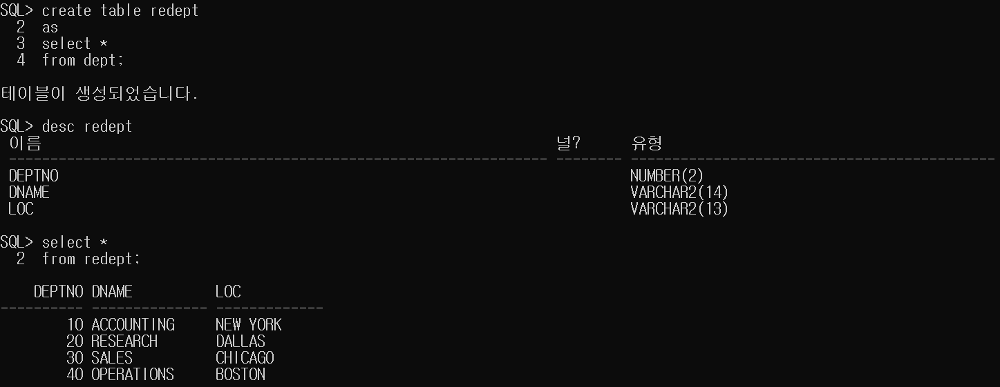 SQL> create table redept
  2  as
  3  select *
  4  from dept;
테이블이 생성되었습니다.
SQL> desc redept
 이름                                                              널?      유형
 ----------------------------------------------------------------- -------- --------------------------------------------
 DEPTNO                                                                     NUMBER(2)
 DNAME                                                                      VARCHAR2(14)
 LOC                                                                        VARCHAR2(13)
SQL> select *
  2  from redept;
    DEPTNO DNAME          LOC
---------- -------------- -------------
        10 ACCOUNTING     NEW YORK
        20 RESEARCH       DALLAS
        30 SALES          CHICAGO
        40 OPERATIONS     BOSTON